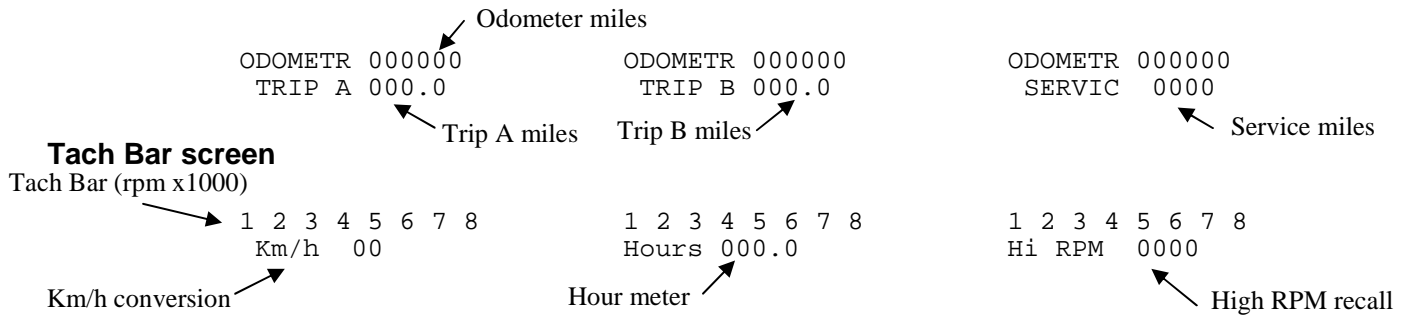 Odometer miles
ODOMETR 000000 ODOMETR 000000 ODOMETR 000000
TRIP A 000.0 TRIP B 000.0 SERVIC 0000
Trip A miles Trip B miles Service miles
Tach Bar screen
Tach Bar (rpm x1000)
1 2 3 4 5 6 7 8 1 2 3 4 5 6 7 8 1 2 3 4 5 6 7 8
Km/h 00 Hours 000.0 Hi RPM 0000
Km/h conversion Hour meter High RPM recall